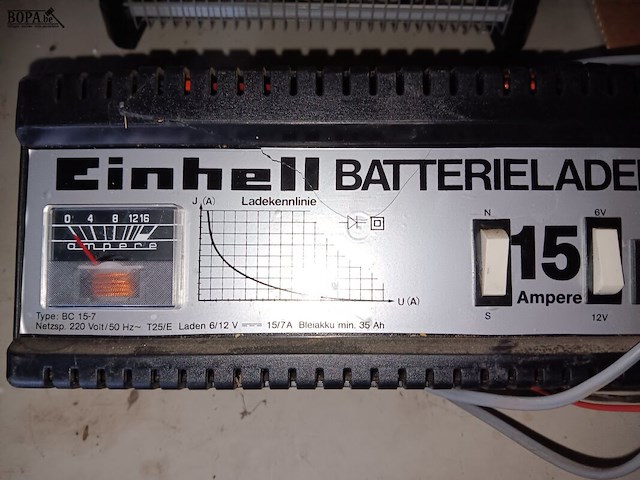 BOPA.be
Einhell BATTERIELADE
J (A) Ladekennlinie
0 4 8 12 16
ampere
U (A)
N
S
15
Ampere
6V
12V
Type: BC 15-7
Netzsp. 220 Volt/50 Hz~ T25/E Laden 6/12 V 15/7A Bleiakku min. 35 Ah